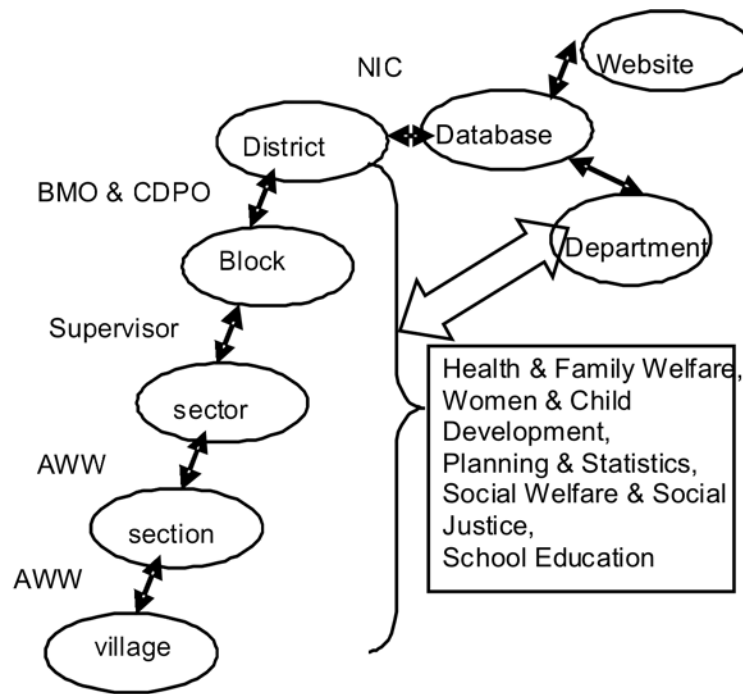 NIC
Website
Database
District
BMO & CDPO
Block
Department
Supervisor
sector
Health & Family Welfare,
Women & Child
Development,
Planning & Statistics,
Social Welfare & Social
Justice,
School Education
AWW
section
AWW
village